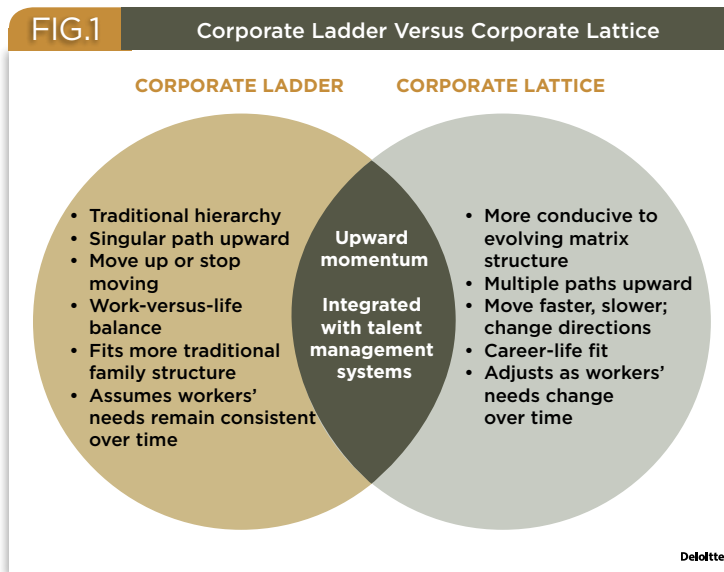 FIG.1
Corporate Ladder Versus Corporate Lattice
CORPORATE LADDER
CORPORATE LATTICE
• Traditional hierarchy
• Singular path upward
• Move up or stop
moving
• Work-versus-life
balance
• Fits more traditional
family structure
• Assumes workers'
needs remain consistent
over time
Upward
momentum
Integrated
with talent
management
systems
• More conducive to
evolving matrix
structure
• Multiple paths upward
• Move faster, slower;
change directions
• Career-life fit
• Adjusts as workers'
needs change
over time
Deloitte